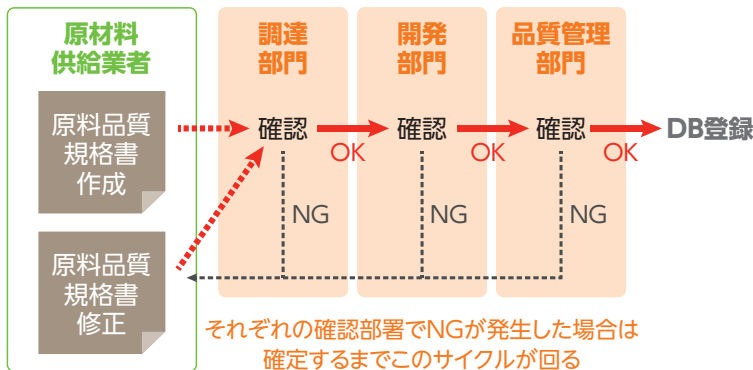 原材料
供給業者
調達
部門
開発
部門
品質管理
部門
原料品質
規格書
作成
確認
OK
確認
OK
確認
OK
DB登録
NG
NG
NG
原料品質
規格書
修正
それぞれの確認部署でNGが発生した場合は
確定するまでこのサイクルが回る